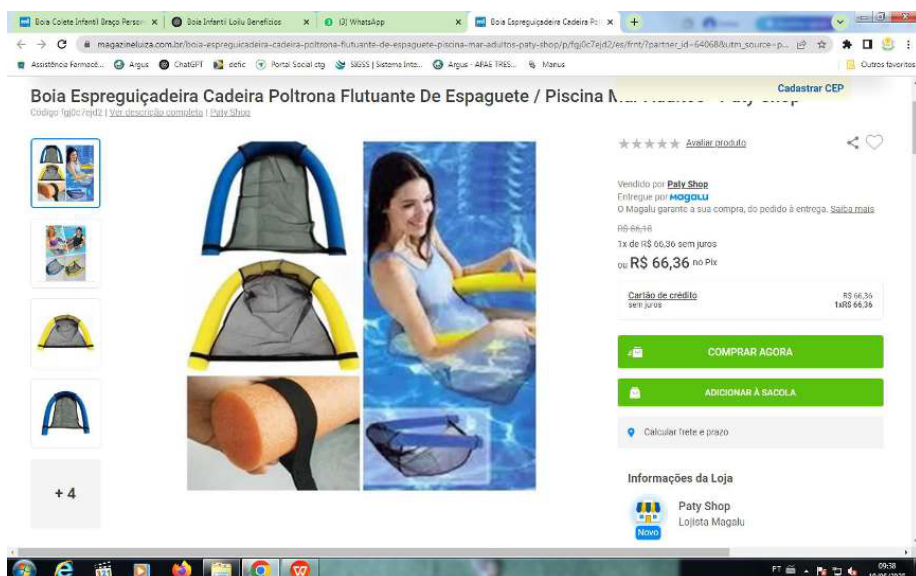 Boia Colete Infantil Braço Person
Boia Infantil Loilu Benefícios
(3) WhatsApp
Boia Espreguiçadeira Cadeira Po
magazineluiza.com.br/boia-espreguicadeira-cadeira-poltrona-flutuante-de-espaguete-piscina-mar-adultos-paty-shop/p/fgj0c7ejd2/es/frnt/?partner_id=64068&utm_source=p...
Assistência Farmacê...
Argus
ChatGPT
defic
Portal Social ctg
SIGSS | Sistema Inte...
Argus - APAE TRES...
Manus
Outros favoritos
Cadastrar CEP
Boia Espreguiçadeira Cadeira Poltrona Flutuante De Espaguete / Piscina
Código fgj0c7ejd2 | Ver descrição completa | Paty Shop
Avaliar produto
Vendido por Paty Shop
Entregue por Magalu
O Magalu garante a sua compra, do pedido à entrega. Saiba mais
1x de R$ 66,36 sem juros
ou R$ 66,36 no Pix
Cartão de crédito R$ 66,36
sem juros 1xR$ 66,36
COMPRAR AGORA
ADICIONAR À SACOLA
Calcular frete e prazo
+ 4
Informações da Loja
Paty Shop
Lojista Magalu
Novo
PT
09:38